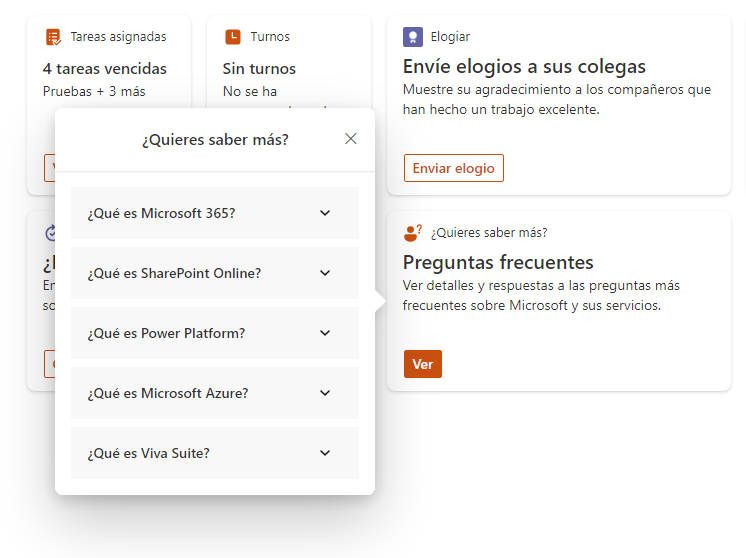 Tareas asignadas
4 tareas vencidas
Pruebas + 3 más
Turnos
Sin turnos
No se ha
Elogiar
Envíe elogios a sus colegas
Muestre su agradecimiento a los compañeros que
han hecho un trabajo excelente.
Enviar elogio
¿Quieres saber más?
¿Qué es Microsoft 365?
¿Qué es SharePoint Online?
¿Qué es Power Platform?
¿Qué es Microsoft Azure?
¿Qué es Viva Suite?
¿Quieres saber más?
Preguntas frecuentes
Ver detalles y respuestas a las preguntas más
frecuentes sobre Microsoft y sus servicios.
Ver